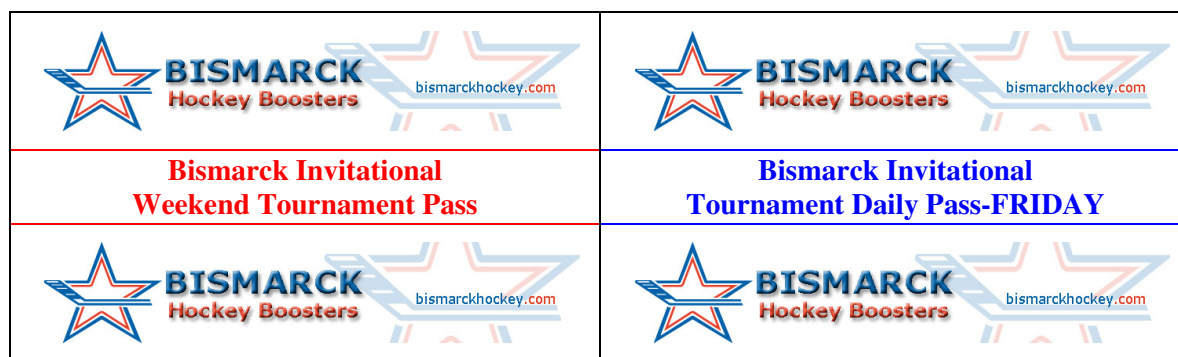 BISMARCK
Hockey Boosters
bismarckhockey.com
BISMARCK
Hockey Boosters
bismarckhockey.com
Bismarck Invitational
Weekend Tournament Pass
Bismarck Invitational
Tournament Daily Pass-FRIDAY
BISMARCK
Hockey Boosters
bismarckhockey.com
BISMARCK
Hockey Boosters
bismarckhockey.com